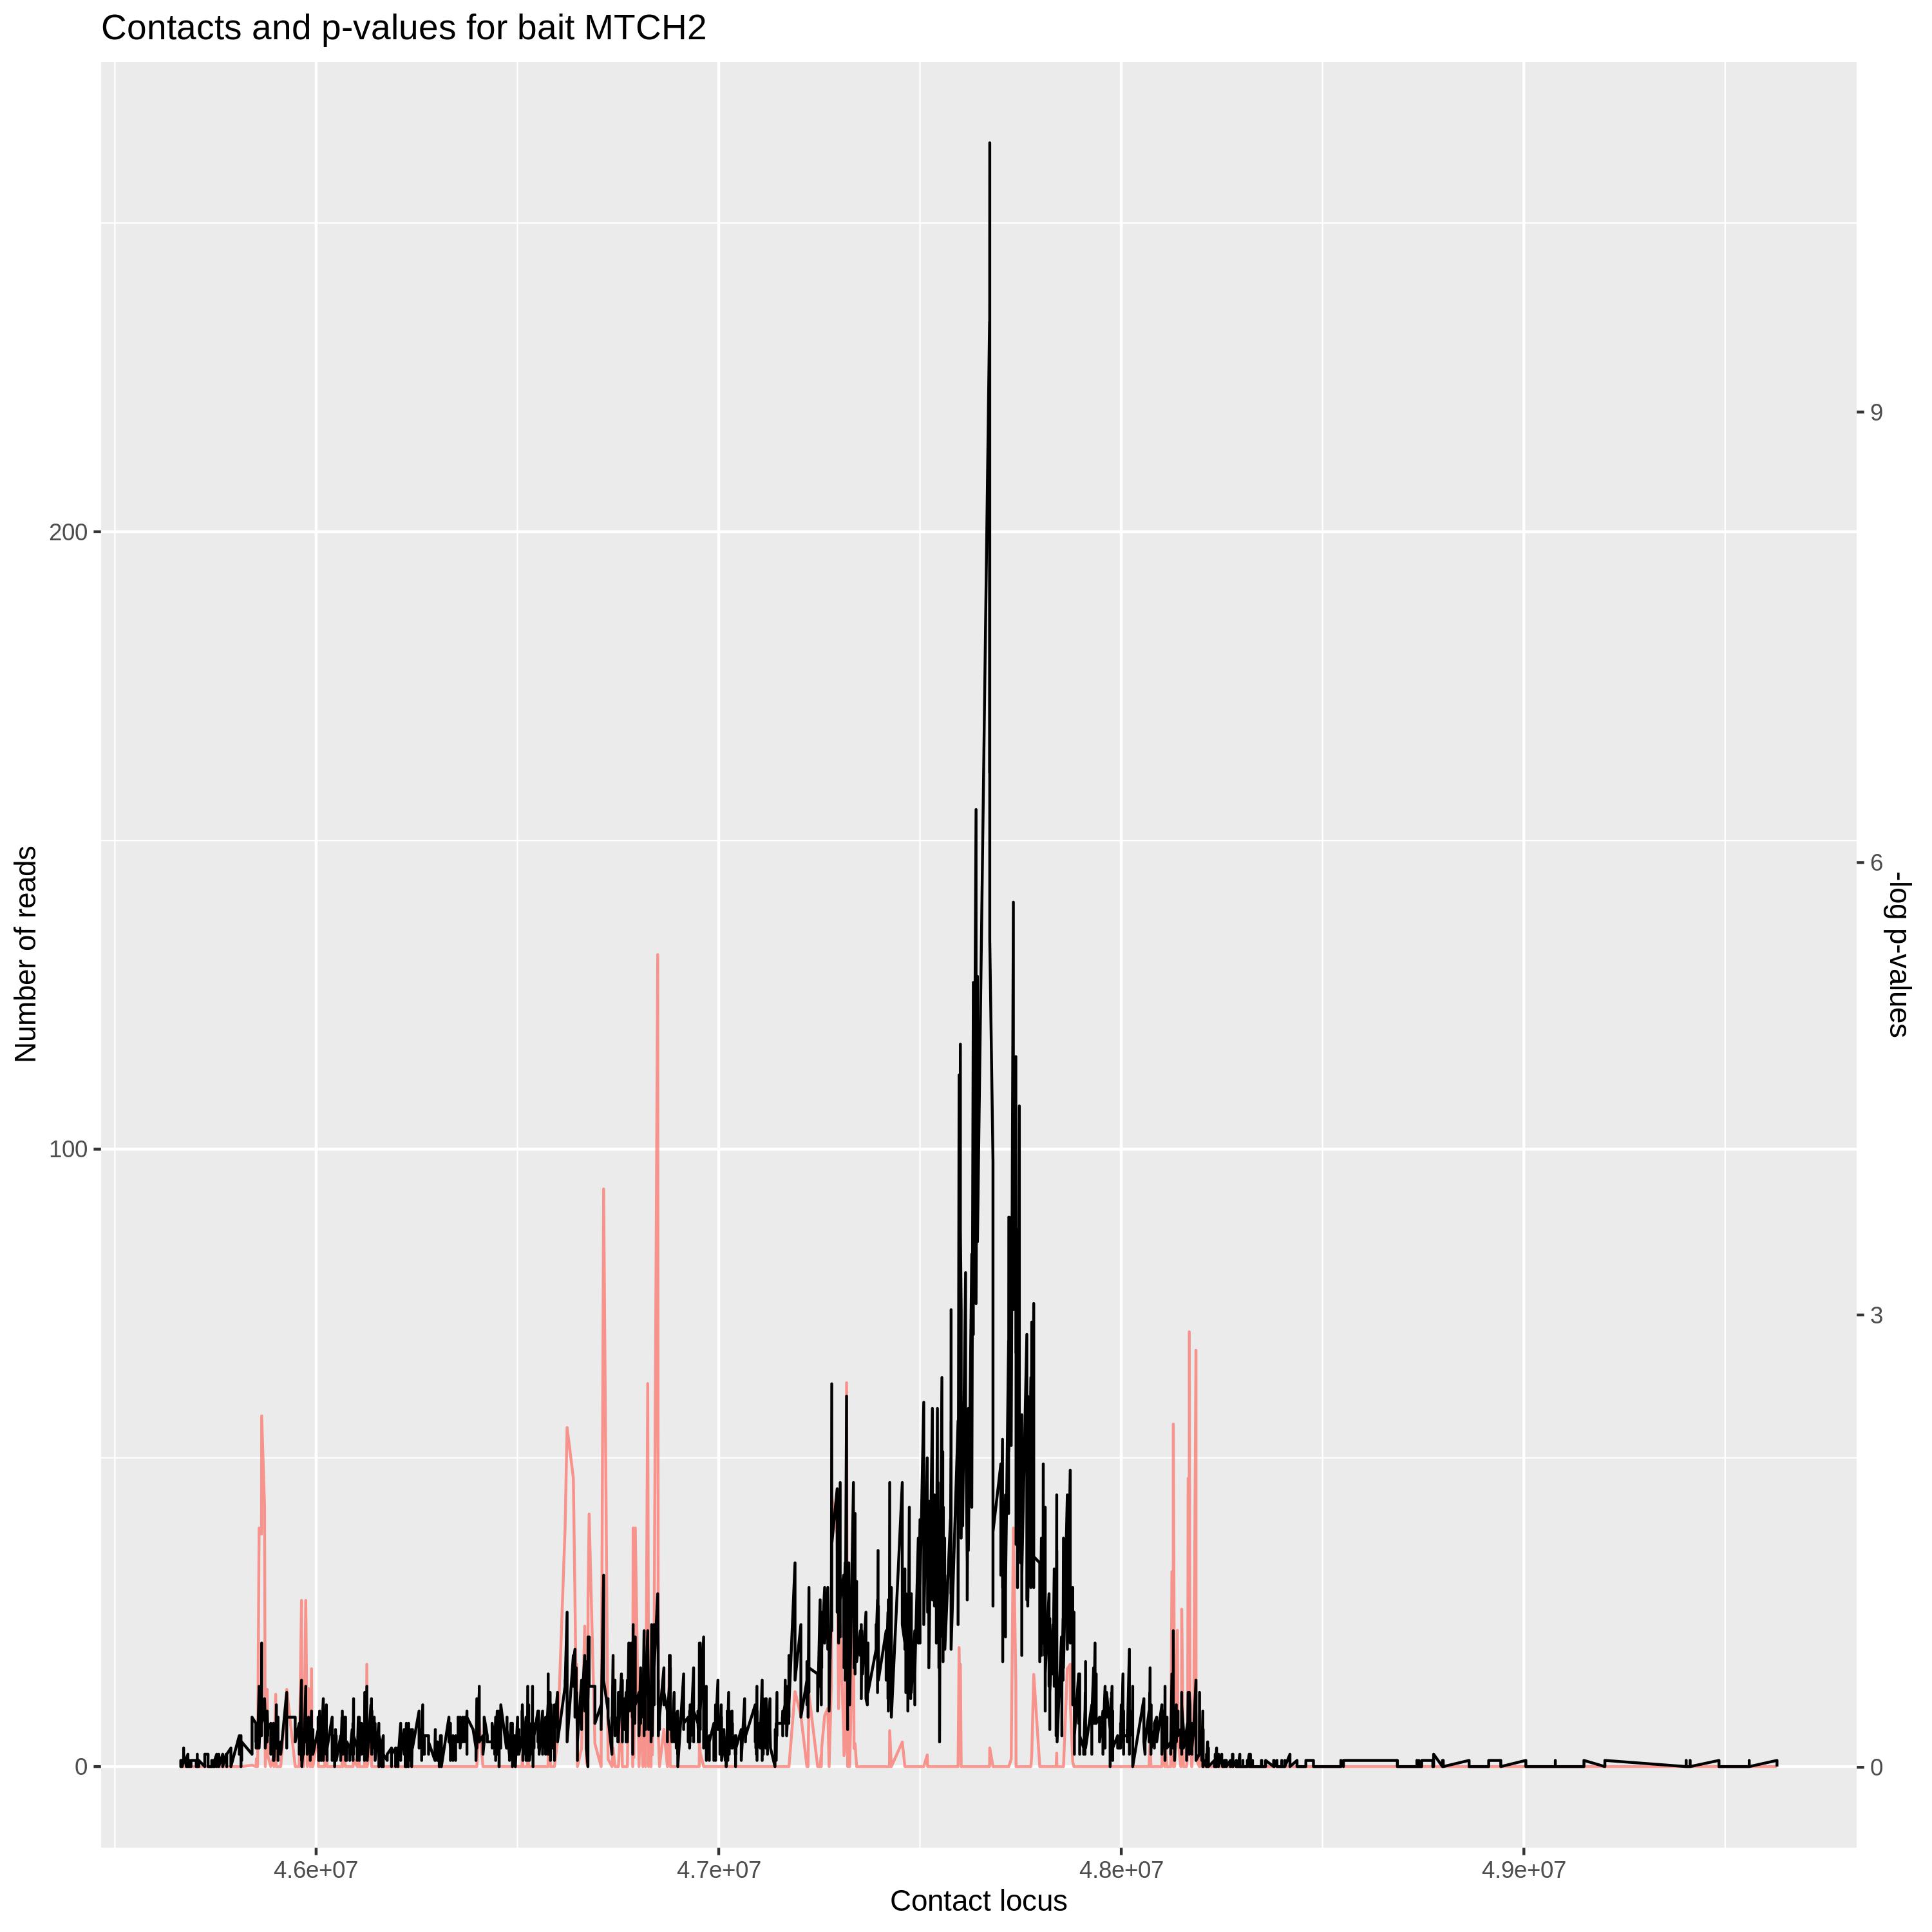 Contacts and p-values for bait MTCH2
Number of reads
200
100
0
9
6
3
0
-log p-values
4.6e+07
4.7e+07
4.8e+07
4.9e+07
Contact locus